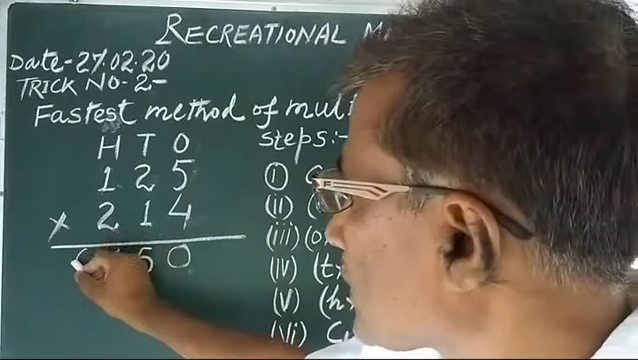 RECREATIONAL
Date-27.02.20
TRICK NO-2-
Fastest method of
steps:-
H T O
1 2 5
× 2 1 4
5 0
(i)
(ii)
(iii)
(iv)
(v)
(vi)